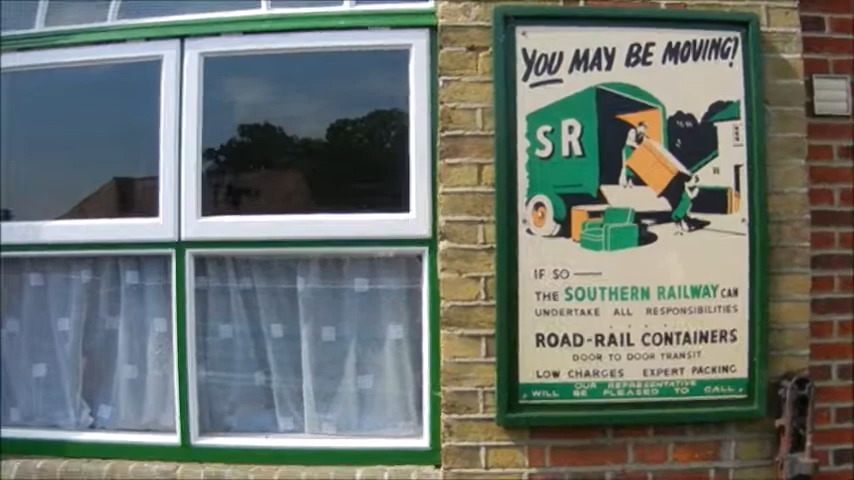 YOU MAY BE MOVING!
SR
IF SO —
THE SOUTHERN RAILWAY CAN
UNDERTAKE ALL RESPONSIBILITIES
ROAD-RAIL CONTAINERS
DOOR TO DOOR TRANSIT
LOW CHARGES EXPERT PACKING
OUR REPRESENTATIVE
WILL BE PLEASED TO CALL